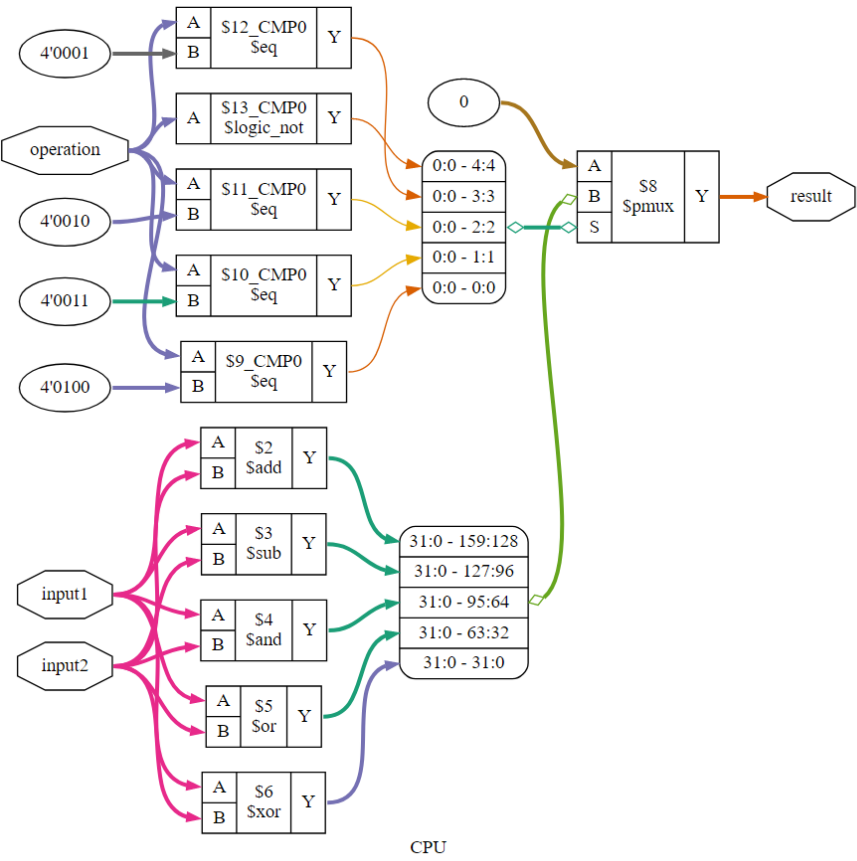 4'0001
A
B
$12_CMP0
$eq
Y
A
$13_CMP0
$logic_not
Y
operation
A
B
$11_CMP0
$eq
Y
4'0010
A
B
$10_CMP0
$eq
Y
4'0011
A
B
$9_CMP0
$eq
Y
4'0100
0:0 - 4:4
0:0 - 3:3
0:0 - 2:2
0:0 - 1:1
0:0 - 0:0
0
A
B
S
$8
$pmux
Y
result
A
B
$2
$add
Y
A
B
$3
$sub
Y
input1
A
B
$4
$and
Y
input2
A
B
$5
$or
Y
A
B
$6
$xor
Y
31:0 - 159:128
31:0 - 127:96
31:0 - 95:64
31:0 - 63:32
31:0 - 31:0
CPU